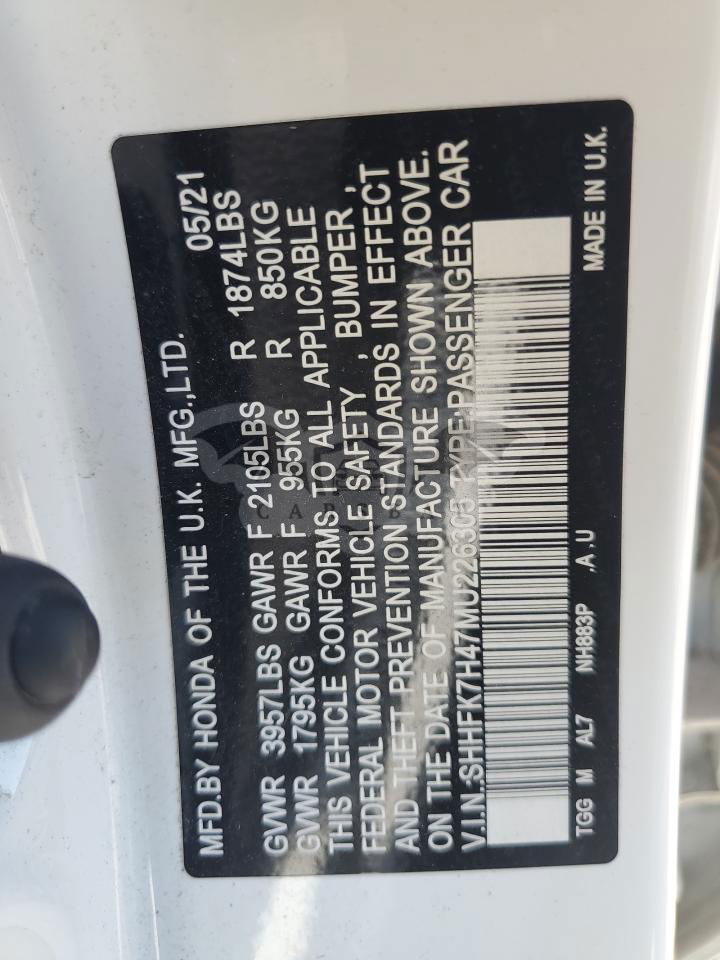 MFD.BY HONDA OF THE U.K. MFG.,LTD. 05/21
GVWR 3957LBS GAWR F 2105LBS R 1874LBS
GVWR 1795KG GAWR F 955KG R 850KG
THIS VEHICLE CONFORMS TO ALL APPLICABLE
FEDERAL MOTOR VEHICLE SAFETY , BUMPER ,
AND THEFT PREVENTION STANDARDS IN EFFECT
ON THE DATE OF MANUFACTURE SHOWN ABOVE.
V.I.N.:SHHFK7H47MU226305 TYPE:PASSENGER CAR
TGG M AL7 NH883P ,A ,U MADE IN U.K.